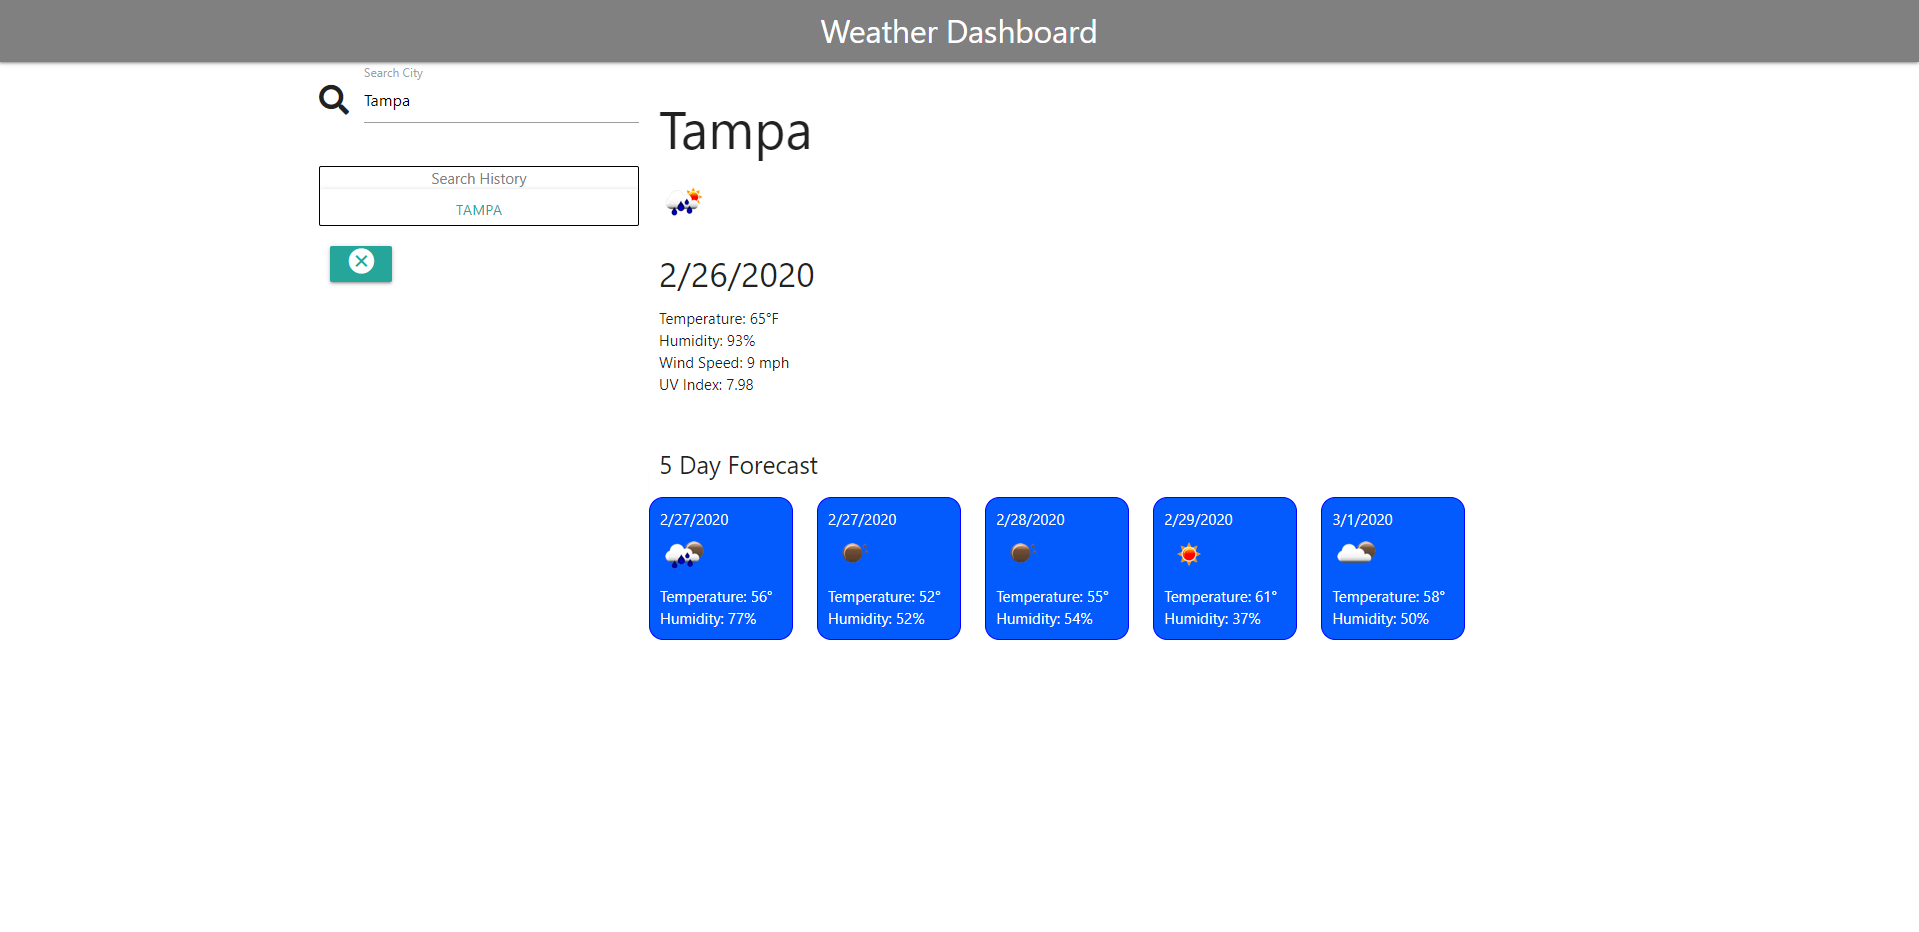 Weather Dashboard
Search City
Tampa
Search History
TAMPA
Tampa
2/26/2020
Temperature: 65°F
Humidity: 93%
Wind Speed: 9 mph
UV Index: 7.98
5 Day Forecast
2/27/2020
Temperature: 56°
Humidity: 77%
2/27/2020
Temperature: 52°
Humidity: 52%
2/28/2020
Temperature: 55°
Humidity: 54%
2/29/2020
Temperature: 61°
Humidity: 37%
3/1/2020
Temperature: 58°
Humidity: 50%